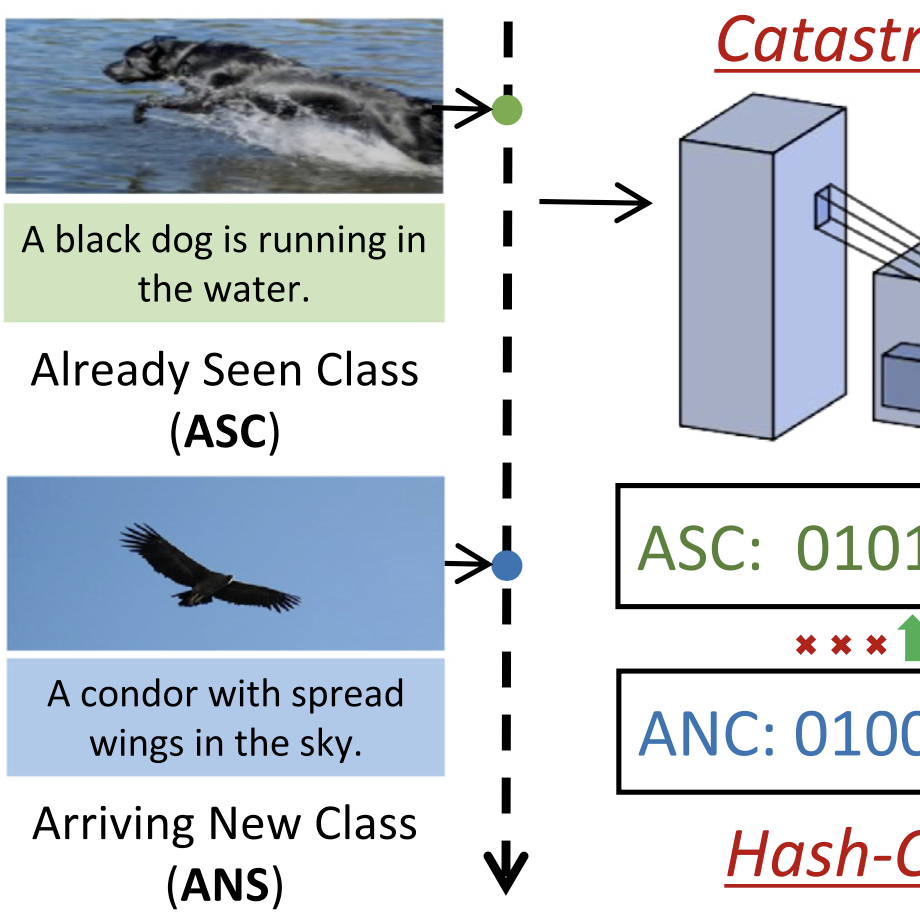 A black dog is running in
the water.
Already Seen Class
(ASC)
A condor with spread
wings in the sky.
Arriving New Class
(ANS)
Catastr
ASC: 0101
ANC: 0100
Hash-C